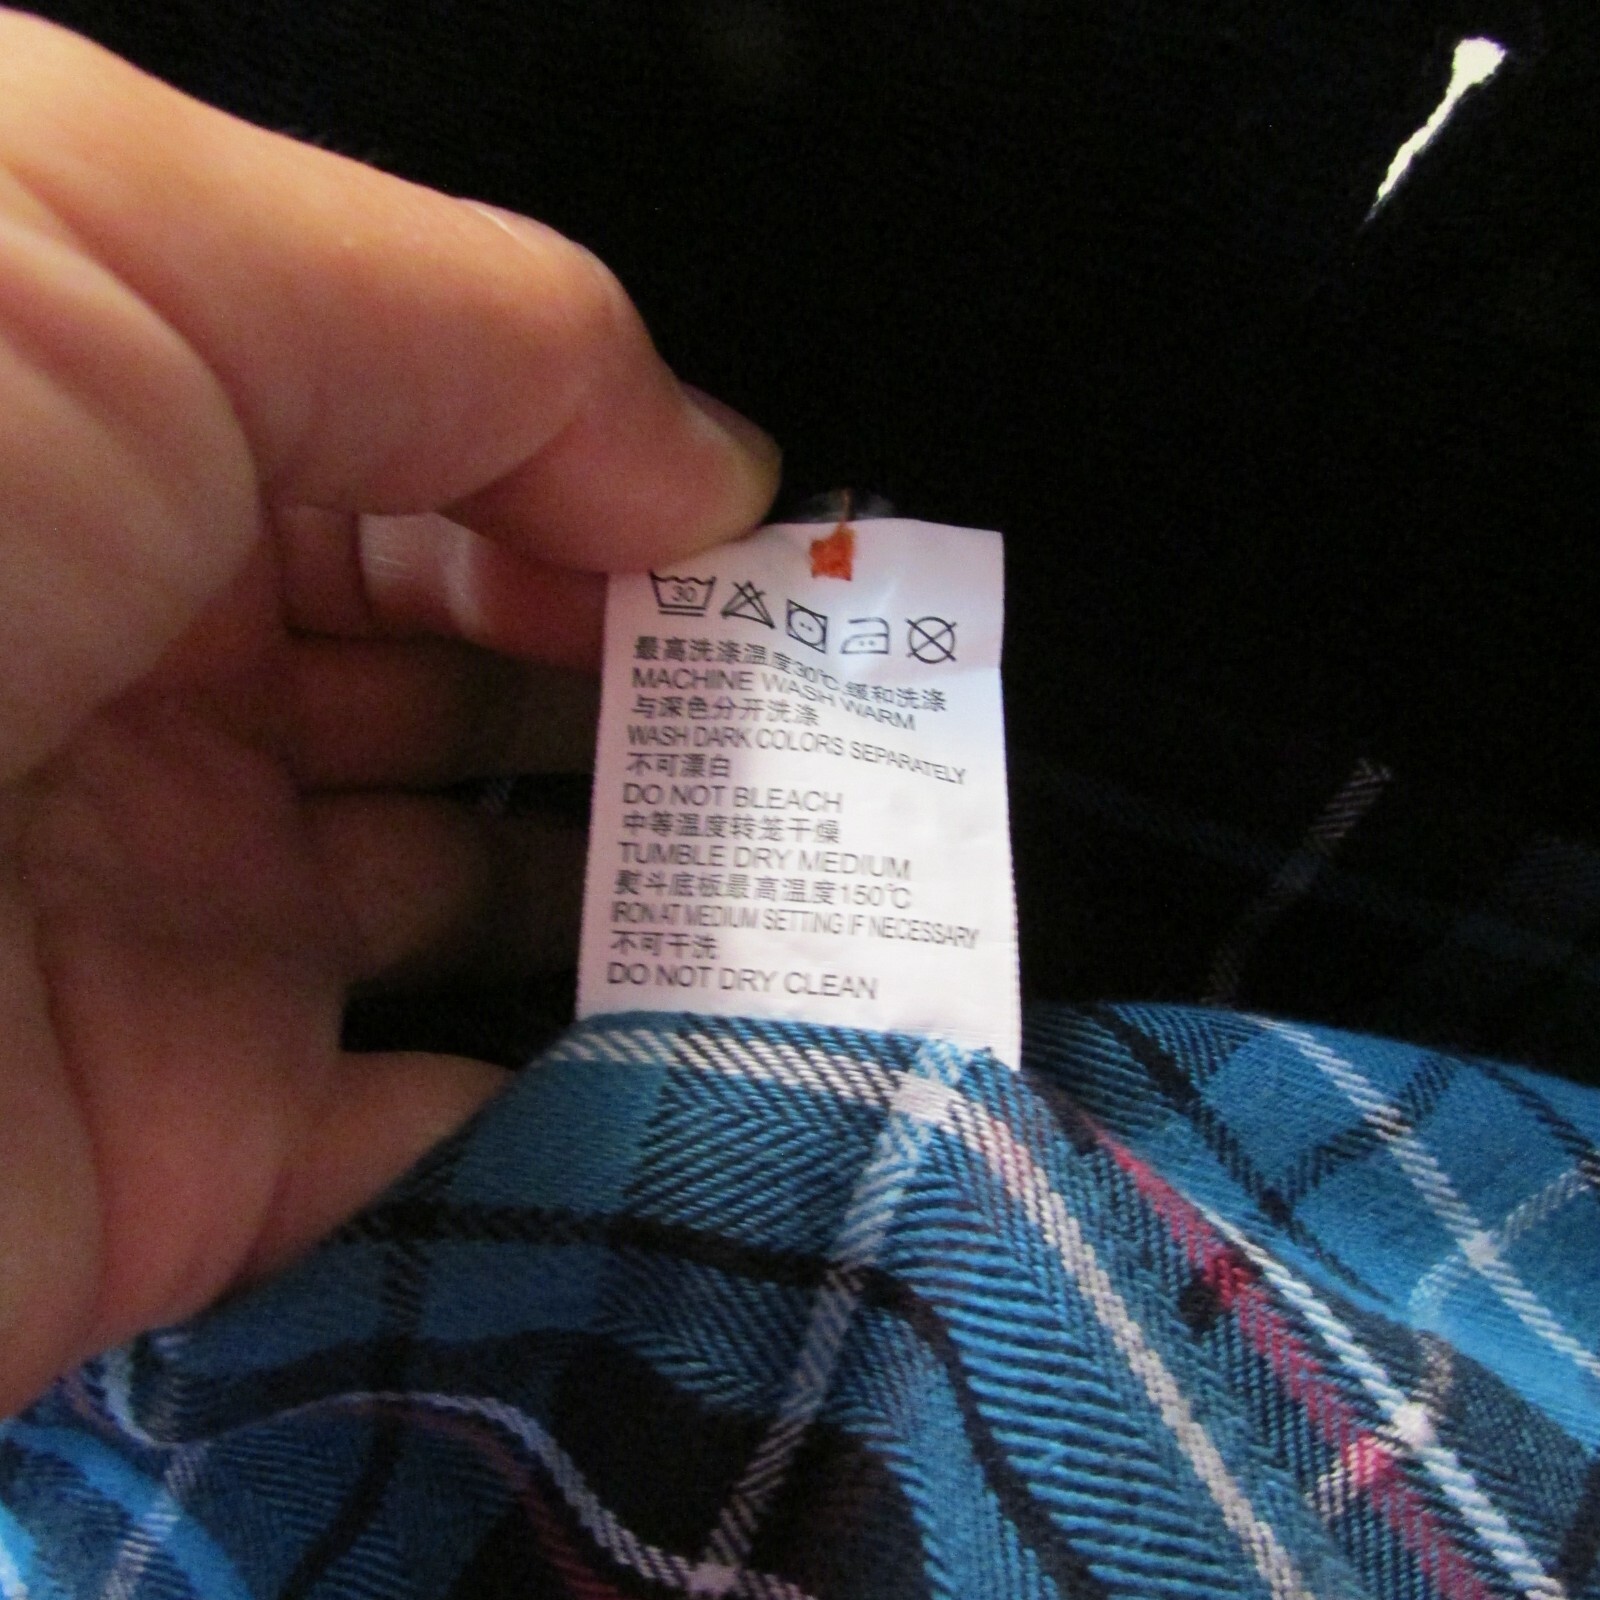 30
最高洗涤温度30℃,缓和洗涤
MACHINE WASH WARM
与深色分开洗涤
WASH DARK COLORS SEPARATELY
不可漂白
DO NOT BLEACH
中等温度转笼干燥
TUMBLE DRY MEDIUM
熨斗底板最高温度150℃
IRON AT MEDIUM SETTING IF NECESSARY
不可干洗
DO NOT DRY CLEAN